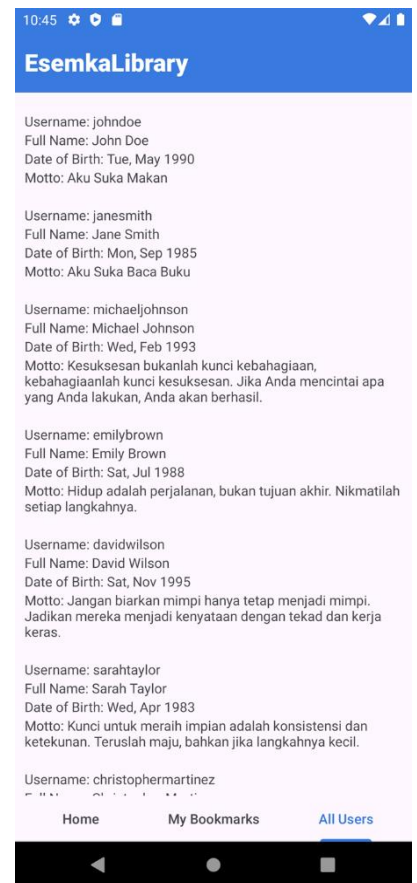 10:45
EsemkaLibrary
Username: johndoe
Full Name: John Doe
Date of Birth: Tue, May 1990
Motto: Aku Suka Makan
Username: janesmith
Full Name: Jane Smith
Date of Birth: Mon, Sep 1985
Motto: Aku Suka Baca Buku
Username: michaeljohnson
Full Name: Michael Johnson
Date of Birth: Wed, Feb 1993
Motto: Kesuksesan bukanlah kunci kebahagiaan,
kebahagiaanlah kunci kesuksesan. Jika Anda mencintai apa
yang Anda lakukan, Anda akan berhasil.
Username: emilybrown
Full Name: Emily Brown
Date of Birth: Sat, Jul 1988
Motto: Hidup adalah perjalanan, bukan tujuan akhir. Nikmatilah
setiap langkahnya.
Username: davidwilson
Full Name: David Wilson
Date of Birth: Sat, Nov 1995
Motto: Jangan biarkan mimpi hanya tetap menjadi mimpi.
Jadikan mereka menjadi kenyataan dengan tekad dan kerja
keras.
Username: sarahtaylor
Full Name: Sarah Taylor
Date of Birth: Wed, Apr 1983
Motto: Kunci untuk meraih impian adalah konsistensi dan
ketekunan. Teruslah maju, bahkan jika langkahnya kecil.
Username: christophermartinez
Home My Bookmarks All Users